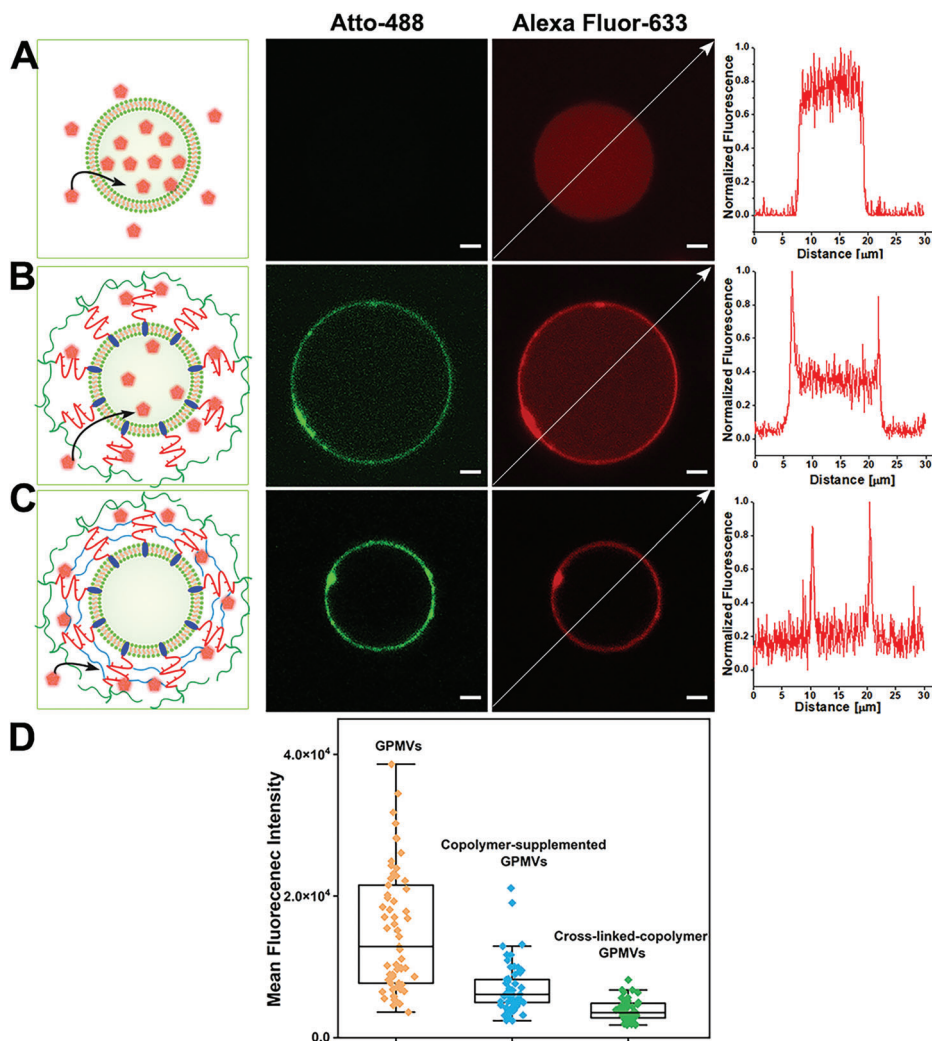 Atto-488
Alexa Fluor-633
A
1.0
0.8
0.6
0.4
0.2
0.0
Normalized Fluorescence
0
5
10
15
20
25
30
Distance [μm]
B
1.0
0.8
0.6
0.4
0.2
0.0
Normalized Fluorescence
0
5
10
15
20
25
30
Distance [μm]
C
1.0
0.8
0.6
0.4
0.2
0.0
Normalized Fluorescence
0
5
10
15
20
25
30
Distance [μm]
D
Mean Fluorecenec Intensity
4.0×10⁴
2.0×10⁴
0.0
GPMVs
Copolymer-supplemented
GPMVs
Cross-linked-copolymer
GPMVs